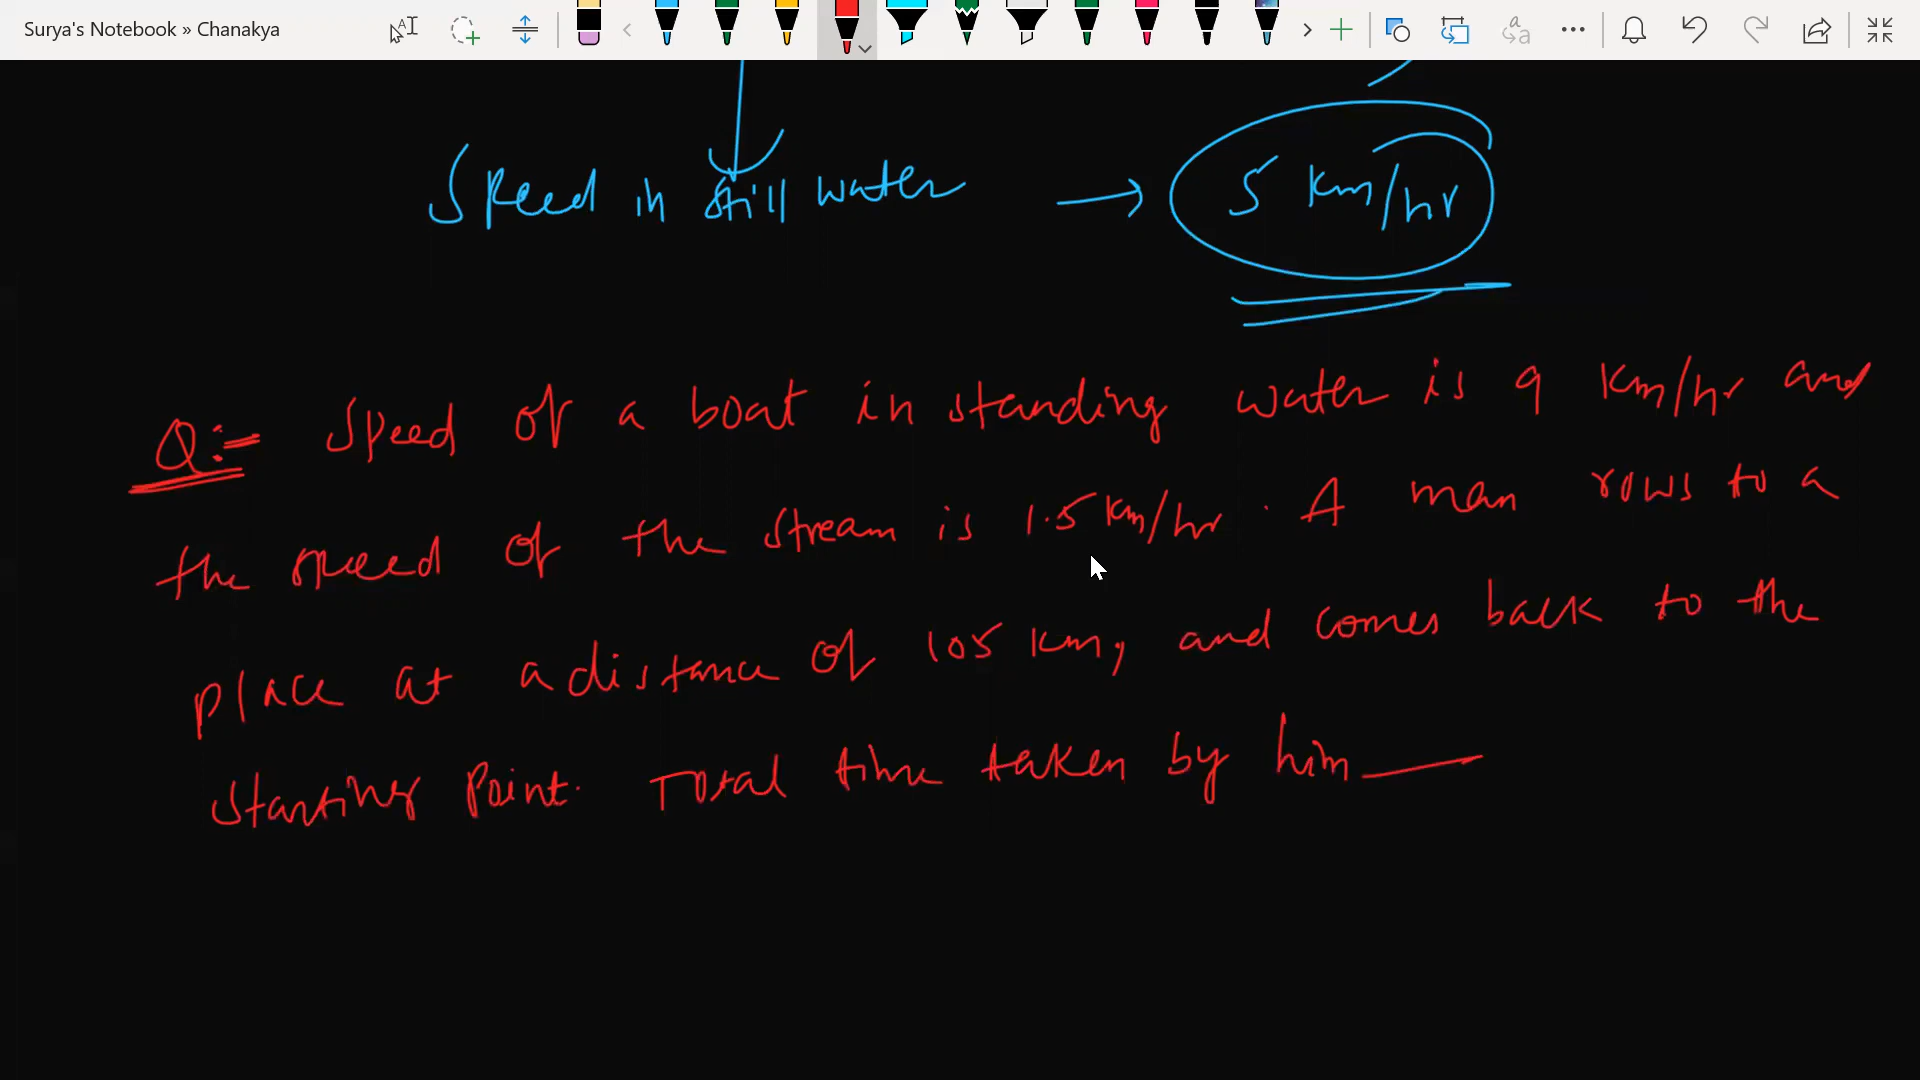 Surya's Notebook » Chanakya
Speed in still water → 5 km/hr
Q:- Speed of a boat in standing water is 9 km/hr and
the speed of the stream is 1.5 km/hr. A man rows to a
place at a distance of 105 km, and comes back to the
starting point. Total time taken by him ___